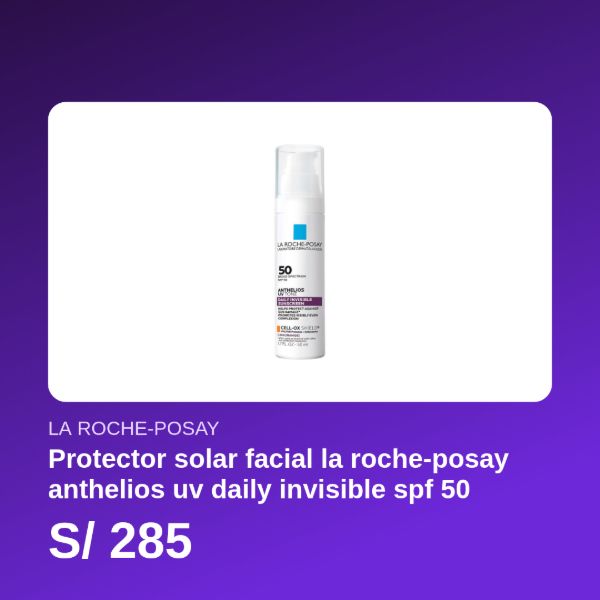 LA ROCHE-POSAY
50
ANTHELIOS
DAILY INVISIBLE
SUNSCREEN
CELL-OX SHIELD
LA ROCHE-POSAY
Protector solar facial la roche-posay
anthelios uv daily invisible spf 50
S/ 285